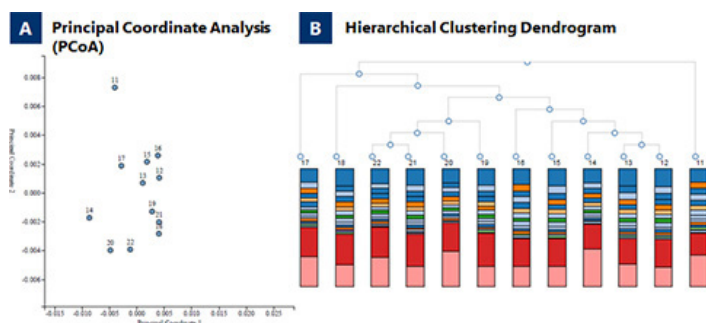 A
Principal Coordinate Analysis
(PCoA)
B
Hierarchical Clustering Dendrogram
0.008
0.006
0.004
0.002
0.000
-0.002
-0.004
-0.006
Principal Coordinate 2
-0.015 -0.010 -0.005 0.000 0.005 0.010 0.015 0.020 0.025
11
16
15
17
12
13
19
14
21
20 22
17 18 22 21 20 19 16 15 14 13 12 11